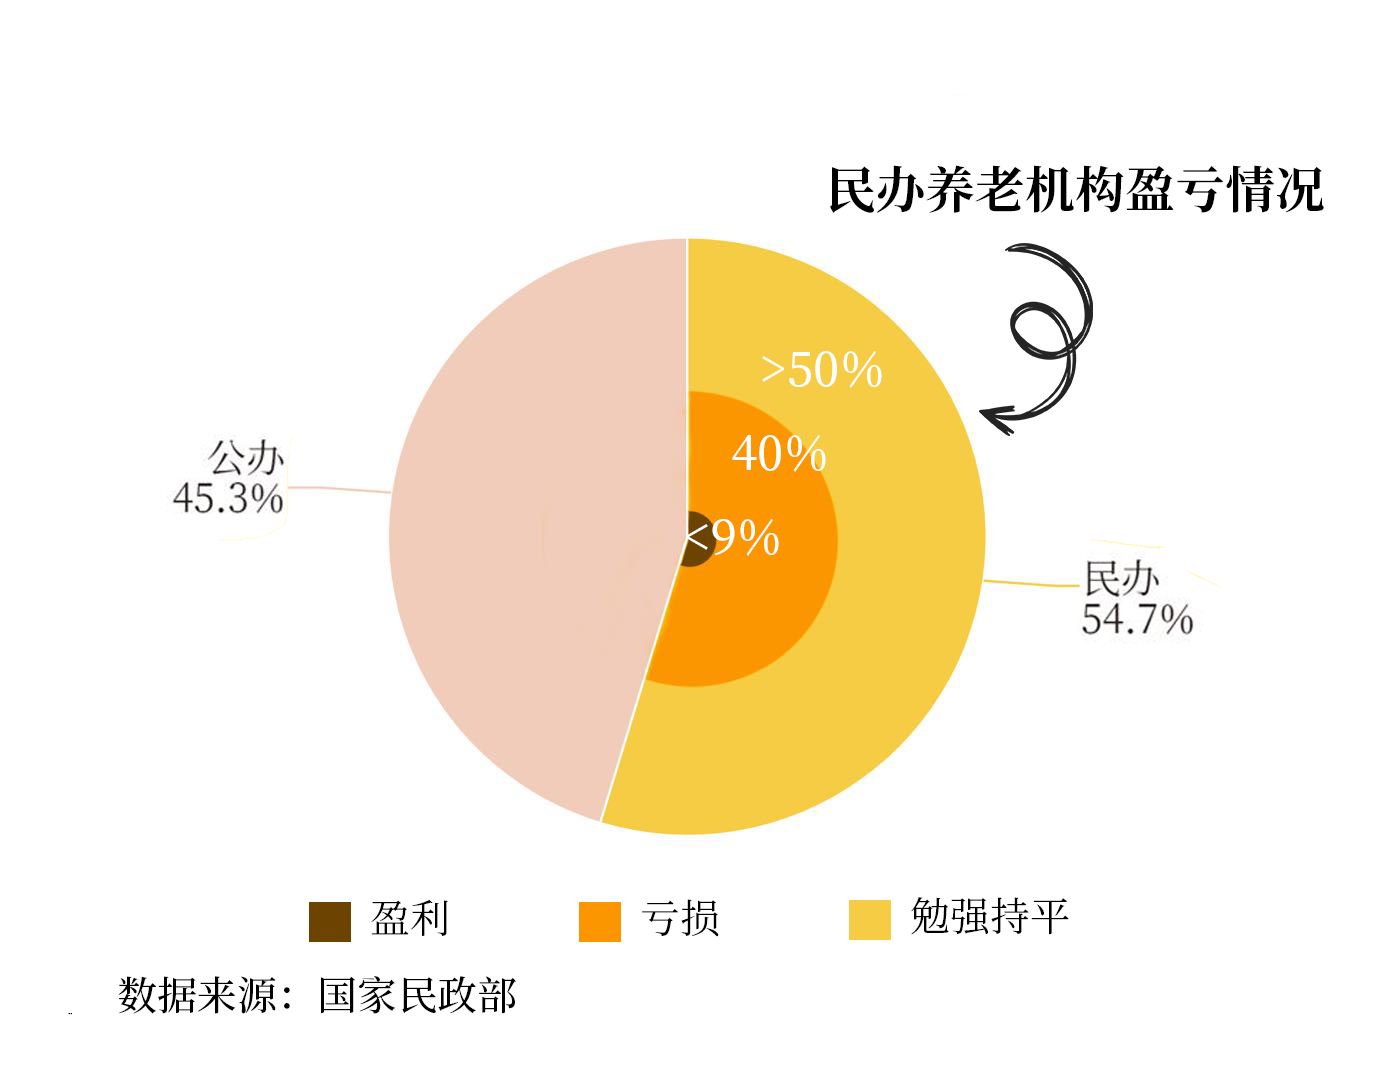 民办养老机构盈亏情况
>50%
40%
<9%
公办
45.3%
民办
54.7%
盈利
亏损
勉强持平
数据来源：国家民政部